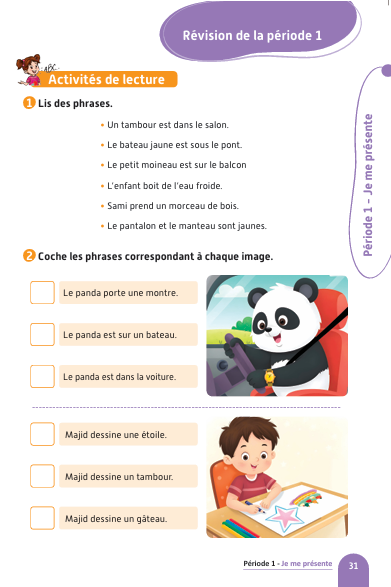 Révision de la période 1
ABC
Activités de lecture
1 Lis des phrases.
• Un tambour est dans le salon.
• Le bateau jaune est sous le pont.
• Le petit moineau est sur le balcon
• L'enfant boit de l'eau froide.
• Sami prend un morceau de bois.
• Le pantalon et le manteau sont jaunes.
Période 1 - Je me présente
2 Coche les phrases correspondant à chaque image.
Le panda porte une montre.
Le panda est sur un bateau.
Le panda est dans la voiture.
Majid dessine une étoile.
Majid dessine un tambour.
Majid dessine un gâteau.
Période 1 - Je me présente
31